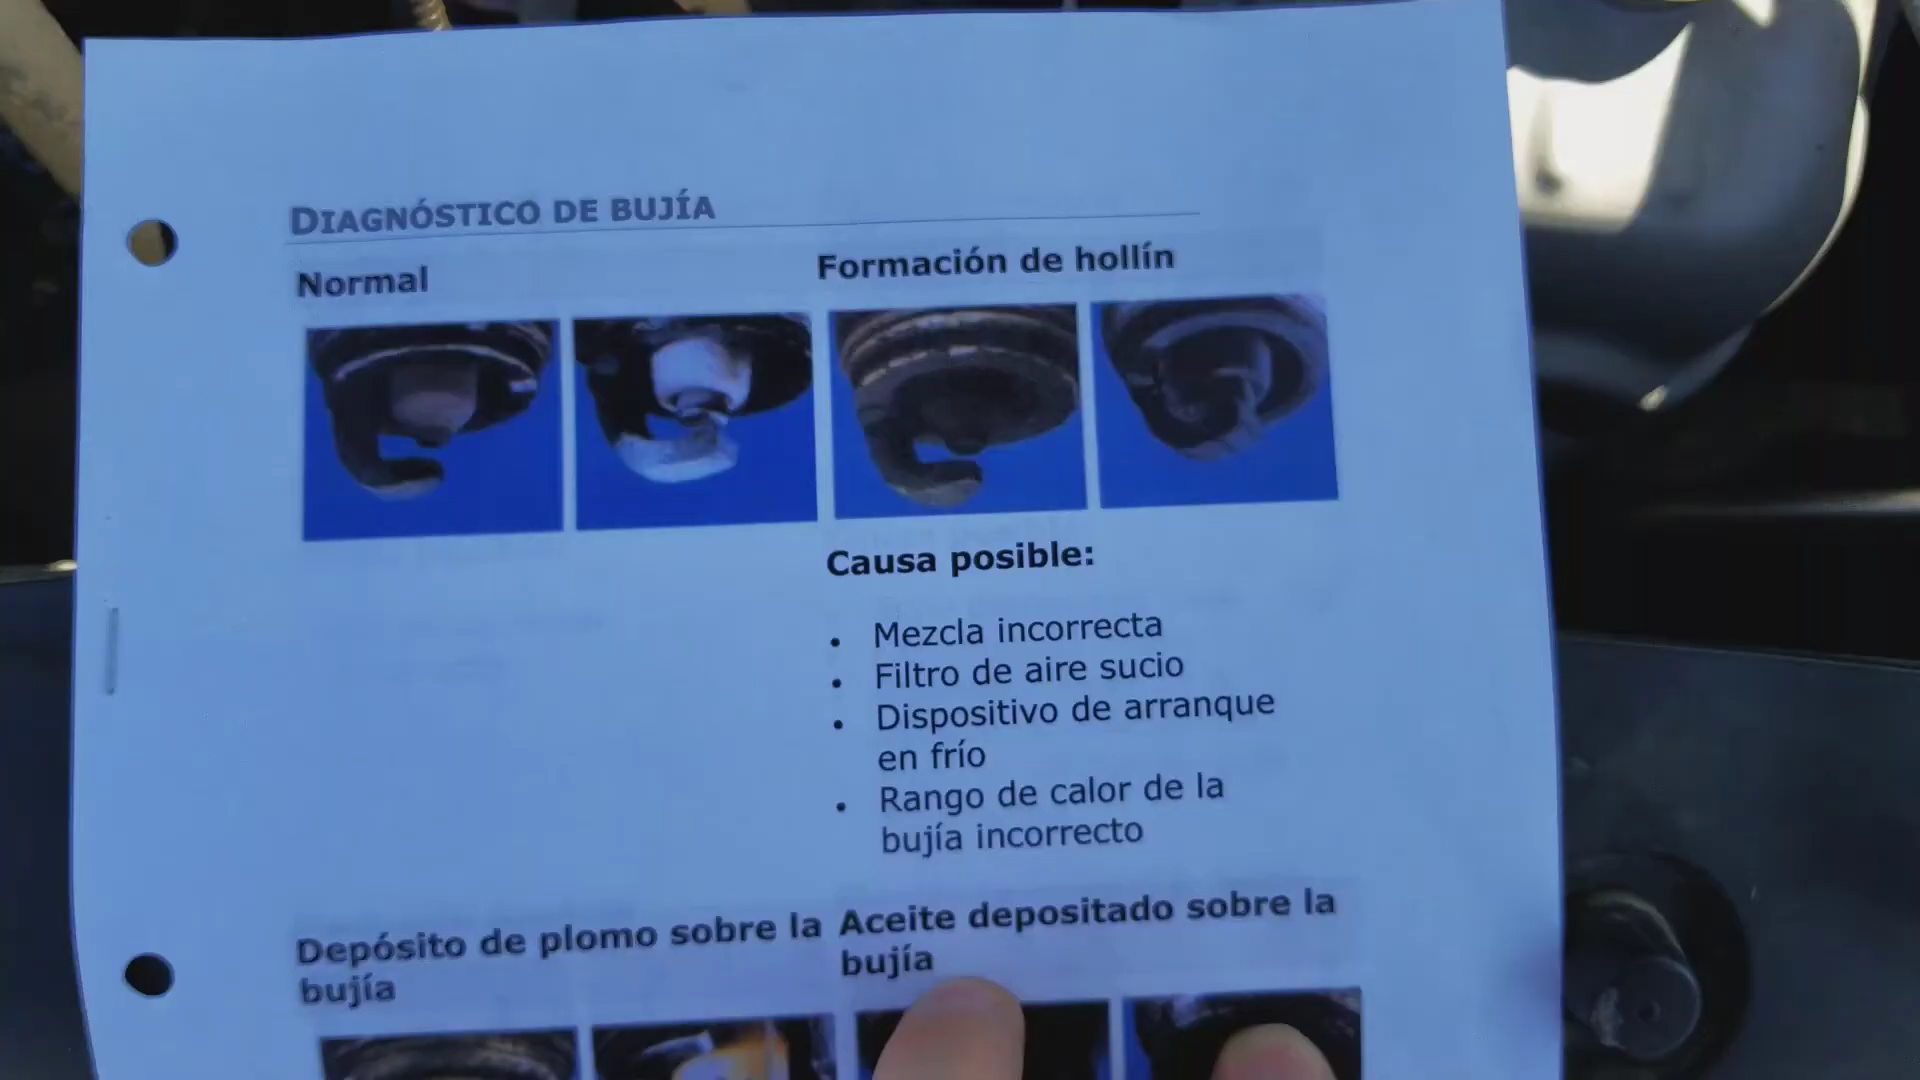 DIAGNÓSTICO DE BUJÍA
Normal
Formación de hollín
Causa posible:
• Mezcla incorrecta
• Filtro de aire sucio
• Dispositivo de arranque
en frío
• Rango de calor de la
bujía incorrecto
Depósito de plomo sobre la
bujía
Aceite depositado sobre la
bujía